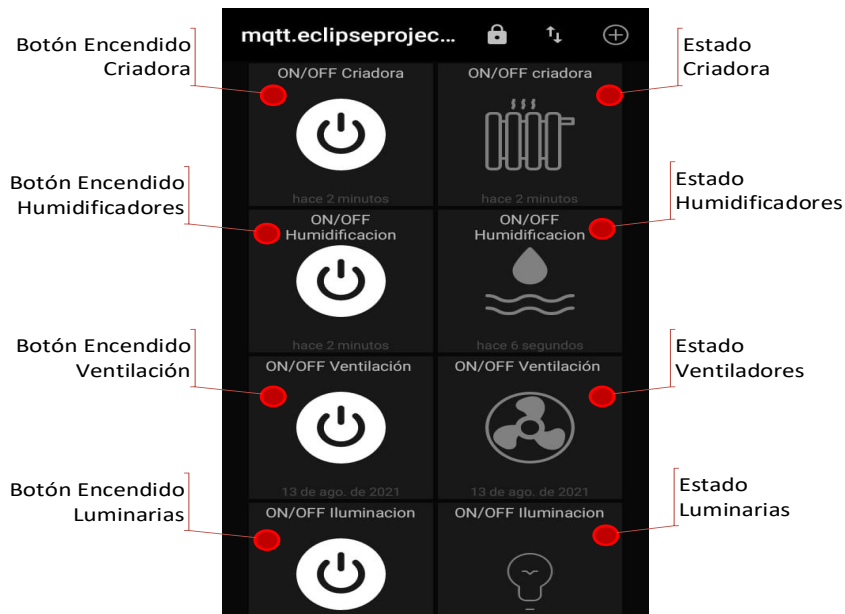 mqtt.eclipseprojec...
Botón Encendido
Criadora
ON/OFF Criadora
hace 2 minutos
ON/OFF criadora
hace 2 minutos
Estado
Criadora
Botón Encendido
Humidificadores
ON/OFF
Humidificacion
hace 2 minutos
ON/OFF
Humidificacion
hace 6 segundos
Estado
Humidificadores
Botón Encendido
Ventilación
ON/OFF Ventilación
13 de ago. de 2021
ON/OFF Ventilación
13 de ago. de 2021
Estado
Ventiladores
Botón Encendido
Luminarias
ON/OFF Iluminacion
ON/OFF Iluminacion
Estado
Luminarias